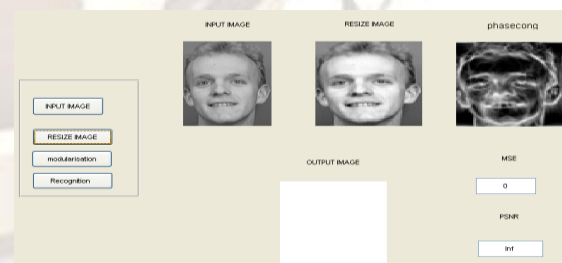 INPUT IMAGE
RESIZE IMAGE
phasecong
INPUT IMAGE
RESIZE IMAGE
modularisation
Recognition
OUTPUT IMAGE
MSE
0
PSNR
Inf